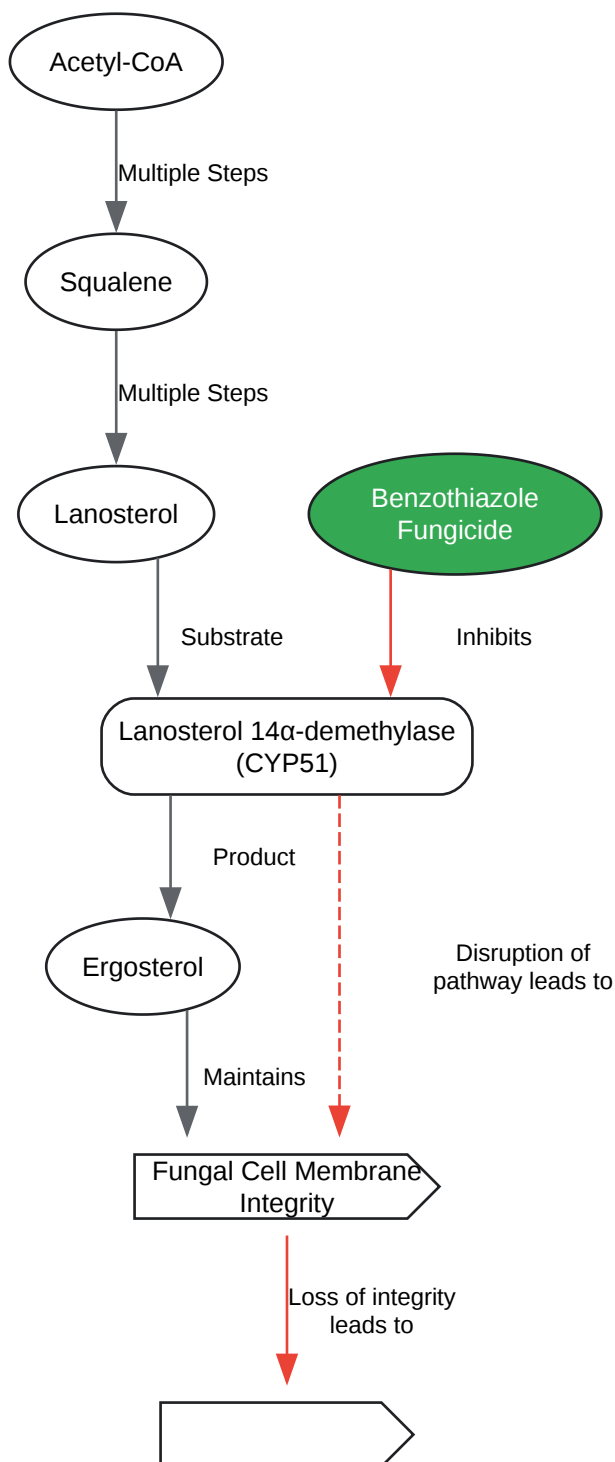 Acetyl-CoA
Multiple Steps
Squalene
Multiple Steps
Lanosterol
Benzothiazole
Fungicide
Substrate
Inhibits
Lanosterol 14α-demethylase
(CYP51)
Product
Ergosterol
Disruption of
pathway leads to
Maintains
Fungal Cell Membrane
Integrity
Loss of integrity
leads to